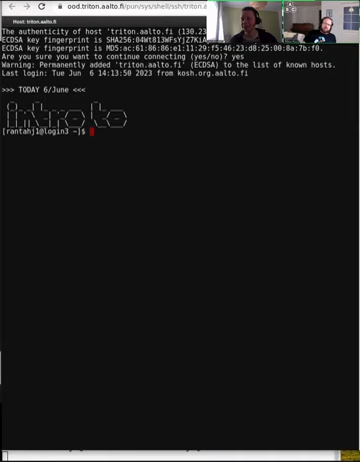 ood.triton.aalto.fi/pun/sys/shell/ssh/triton.a
Host: triton.aalto.fi
The authenticity of host 'triton.aalto.fi (130.23
ECDSA key fingerprint is
ECDSA key fingerprint is MD5:ac:61:86:86:e1:11:29:f5:46:23:d8:25:00:8a:7b:f0.
Are you sure you want to continue connecting (yes/no)? yes
Warning: Permanently added 'triton.aalto.fi' (ECDSA) to the list of known hosts.
Last login: Tue Jun 6 14:13:50 2023 from kosh.org.aalto.fi
>>> TODAY 6/June <<<
intro to
[rantahj1@login3 ~]$